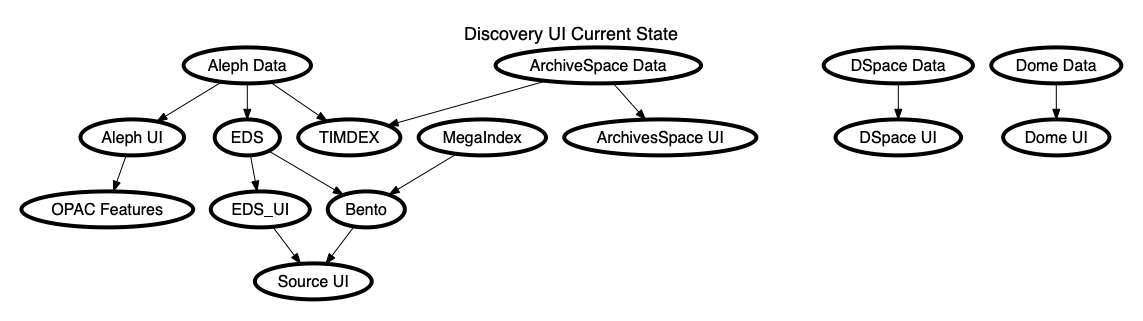 Discovery UI Current State
Aleph Data
ArchiveSpace Data
DSpace Data
Dome Data
Aleph UI
EDS
TIMDEX
MegaIndex
ArchivesSpace UI
DSpace UI
Dome UI
OPAC Features
EDS_UI
Bento
Source UI